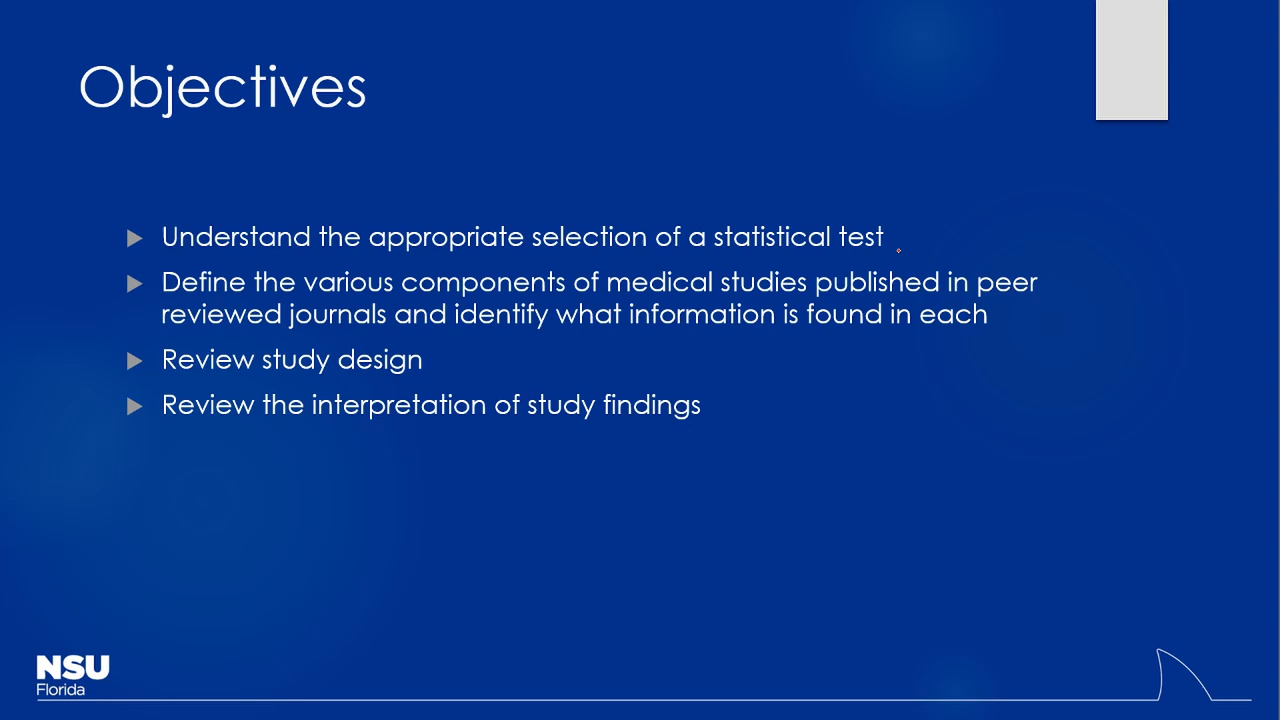 Objectives
Understand the appropriate selection of a statistical test
Define the various components of medical studies published in peer
reviewed journals and identify what information is found in each
Review study design
Review the interpretation of study findings
NSU
Florida